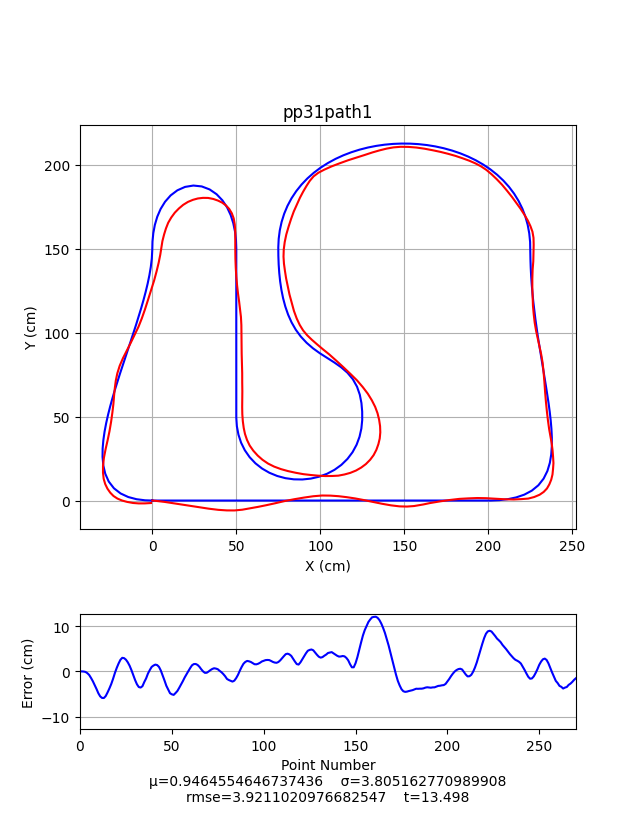 pp31path1
200
150
100
50
0
Y (cm)
0 50 100 150 200 250
X (cm)
10
0
−10
Error (cm)
0 50 100 150 200 250
Point Number
μ=0.9464554646737436 σ=3.805162770989908
rmse=3.9211020976682547 t=13.498